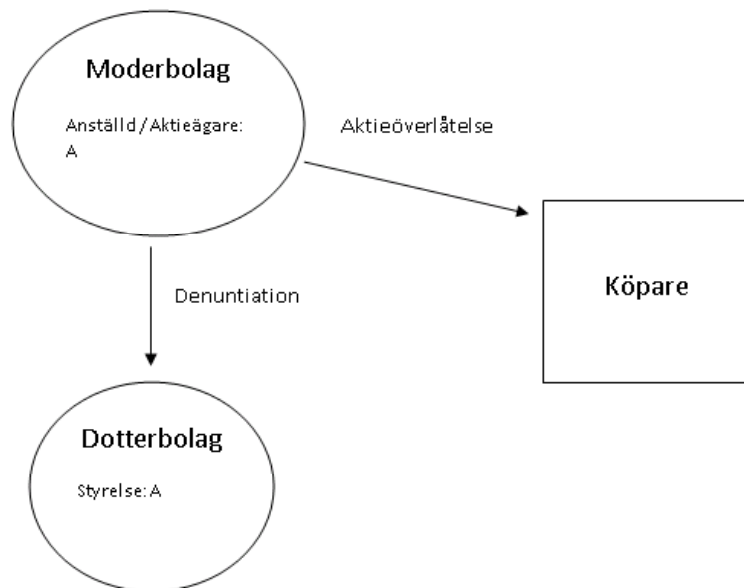 Moderbolag
Anställd / Aktieägare:
A
Aktieöverlåtelse
Köpare
Denuntiation
Dotterbolag
Styrelse: A